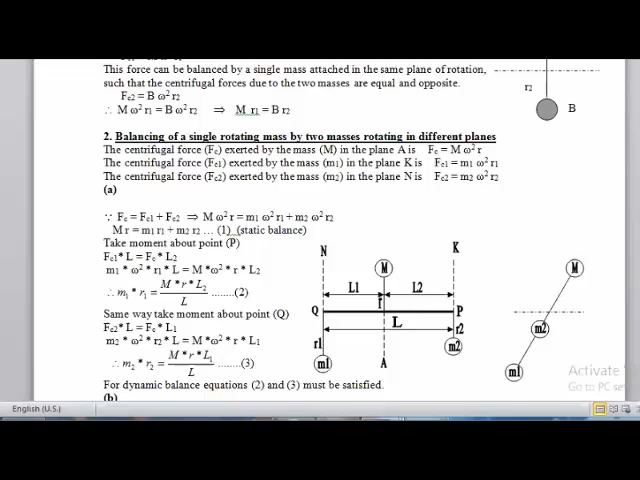 This force can be balanced by a single mass attached in the same plane of rotation,
such that the centrifugal forces due to the two masses are equal and opposite.
Fc2 = B ω² r2
∴ M ω² r1 = B ω² r2 ⇒ M r1 = B r2
r2
B
2. Balancing of a single rotating mass by two masses rotating in different planes
The centrifugal force (Fc) exerted by the mass (M) in the plane A is Fc = M ω² r
The centrifugal force (Fc1) exerted by the mass (m1) in the plane K is Fc1 = m1 ω² r1
The centrifugal force (Fc2) exerted by the mass (m2) in the plane N is Fc2 = m2 ω² r2
(a)
∵ Fc = Fc1 + Fc2 ⇒ M ω² r = m1 ω² r1 + m2 ω² r2
M r = m1 r1 + m2 r2 ... (1) (static balance)
Take moment about point (P)
Fc1* L = Fc * L2
m1 * ω² * r1 * L = M *ω² * r * L2
∴ m1 * r1 = M * r * L2 / L ........(2)
Same way take moment about point (Q)
Fc2* L = Fc * L1
m2 * ω² * r2 * L = M *ω² * r * L1
∴ m2 * r2 = M * r * L1 / L ........(3)
For dynamic balance equations (2) and (3) must be satisfied.
(b)
N
K
M
L1
L2
r
Q
P
L
r1
r2
m1
m2
A
M
m2
m1
Activate
Go to PC set
English (U.S.)